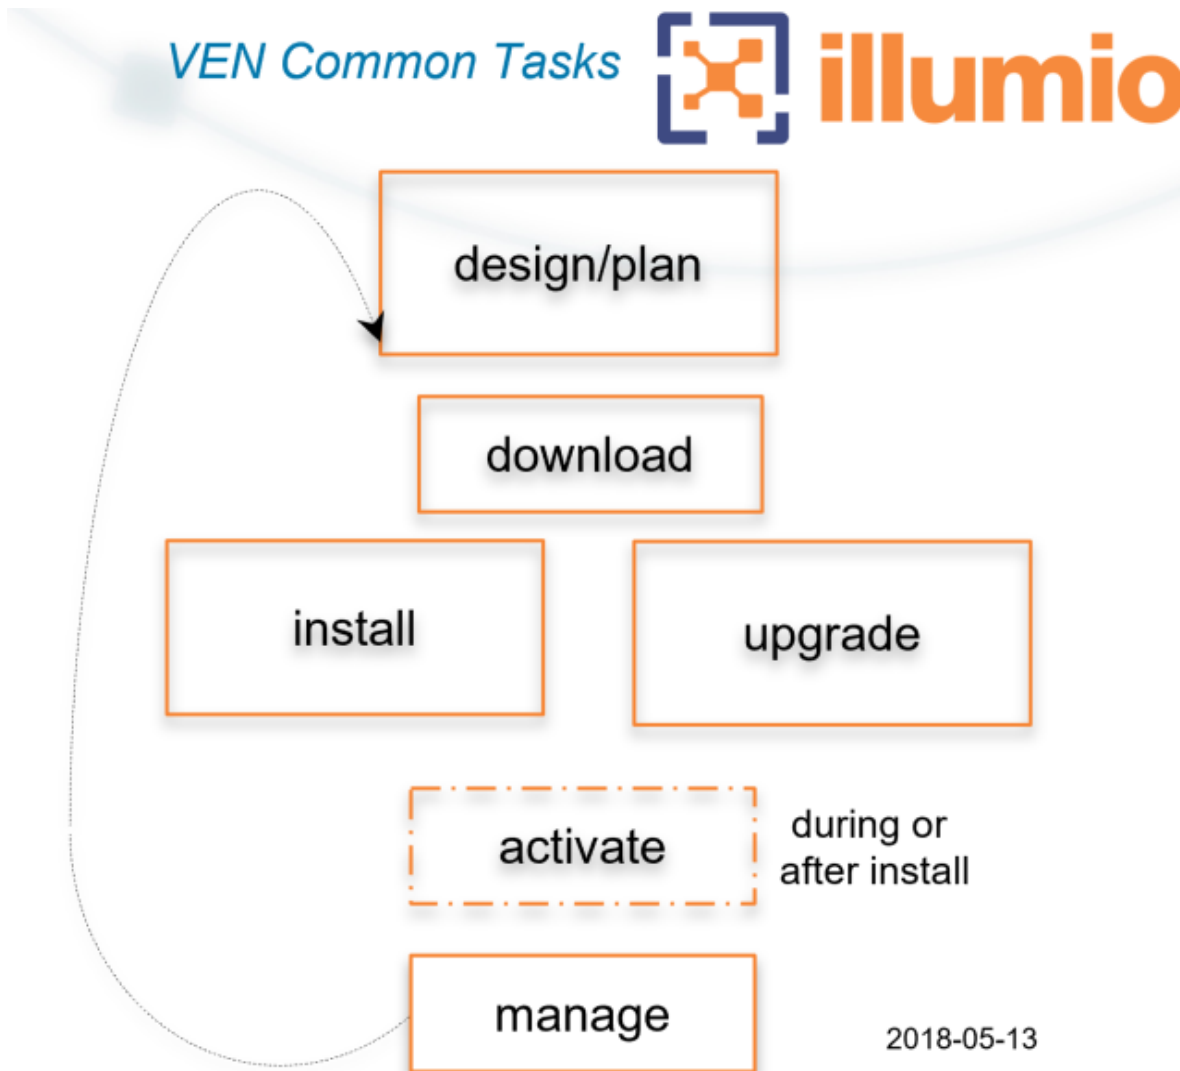 VEN Common Tasks
illumio
design/plan
download
install
upgrade
activate
during or
after install
manage
2018-05-13